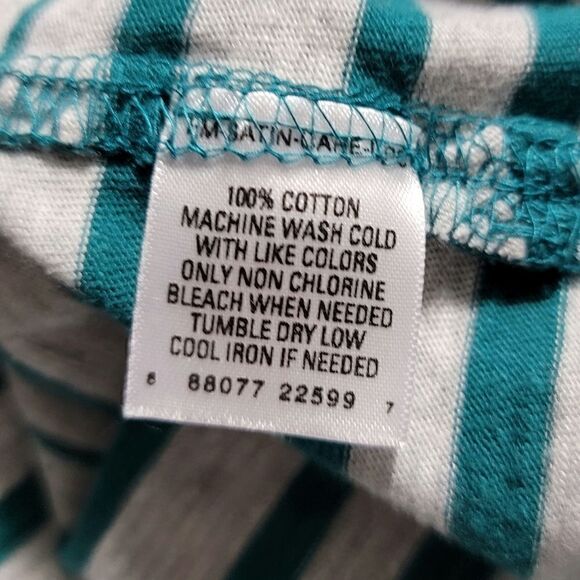 100% COTTON
MACHINE WASH COLD
WITH LIKE COLORS
ONLY NON CHLORINE
BLEACH WHEN NEEDED
TUMBLE DRY LOW
COOL IRON IF NEEDED
88077 22599 7